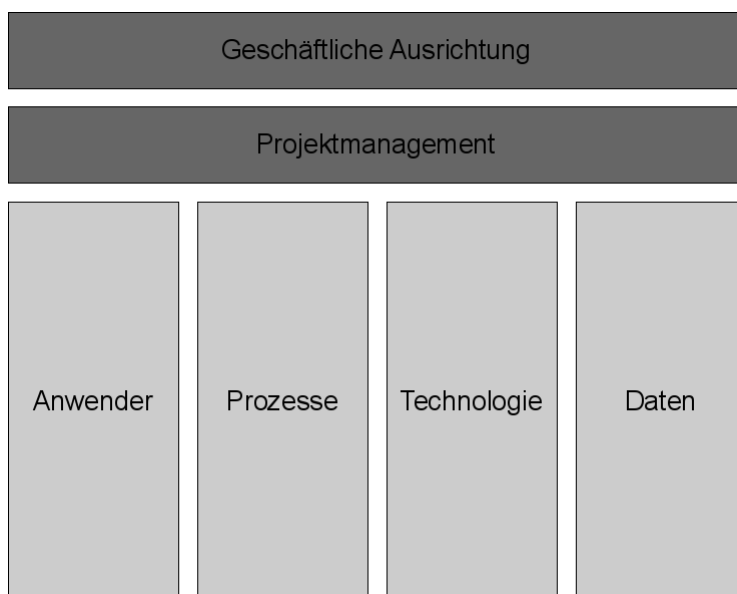 Geschäftliche Ausrichtung
Projektmanagement
Anwender
Prozesse
Technologie
Daten